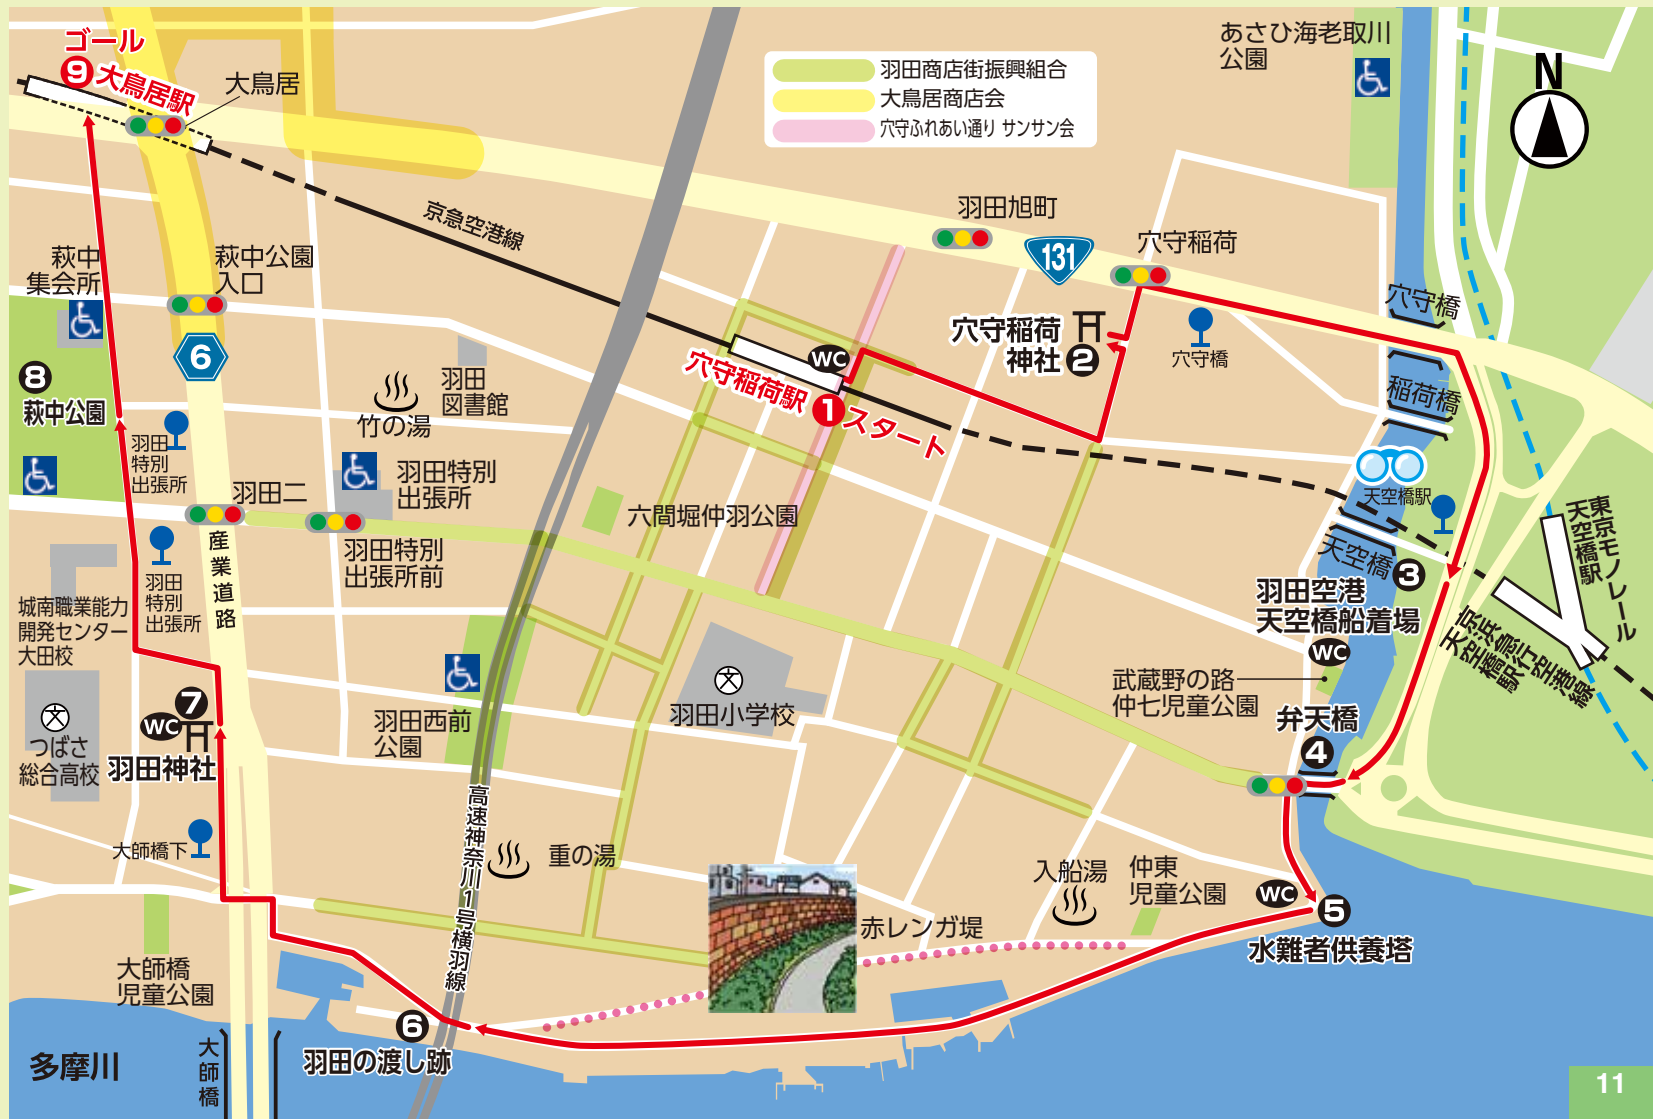 ゴール
9 大鳥居駅
大鳥居
羽田商店街振興組合
大鳥居商店会
穴守ふれあい通り サンサン会
あさひ海老取川
公園
N
京急空港線
羽田旭町
131
穴守稲荷
穴守橋
萩中
集会所
萩中公園
入口
6
8
萩中公園
羽田
図書館
竹の湯
WC
穴守稲荷駅
1 スタート
穴守稲荷
神社 2
穴守橋
稲荷橋
羽田
特別
出張所
羽田二
羽田特別
出張所
羽田特別
出張所前
六間堀仲羽公園
天空橋駅
天空橋
3
羽田空港
天空橋船着場
WC
東京モノレール
天空橋駅
京浜急行空港線
天空橋駅
産業道路
羽田
特別
出張所
城南職業能力
開発センター
大田校
文
つばさ
総合高校
7
WC
羽田神社
羽田西前
公園
文
羽田小学校
武蔵野の路
仲七児童公園
弁天橋
4
大師橋下
高速神奈川1号横羽線
重の湯
入船湯
仲東
児童公園
WC
5
水難者供養塔
赤レンガ堤
大師橋
児童公園
6
羽田の渡し跡
多摩川
大師橋
11